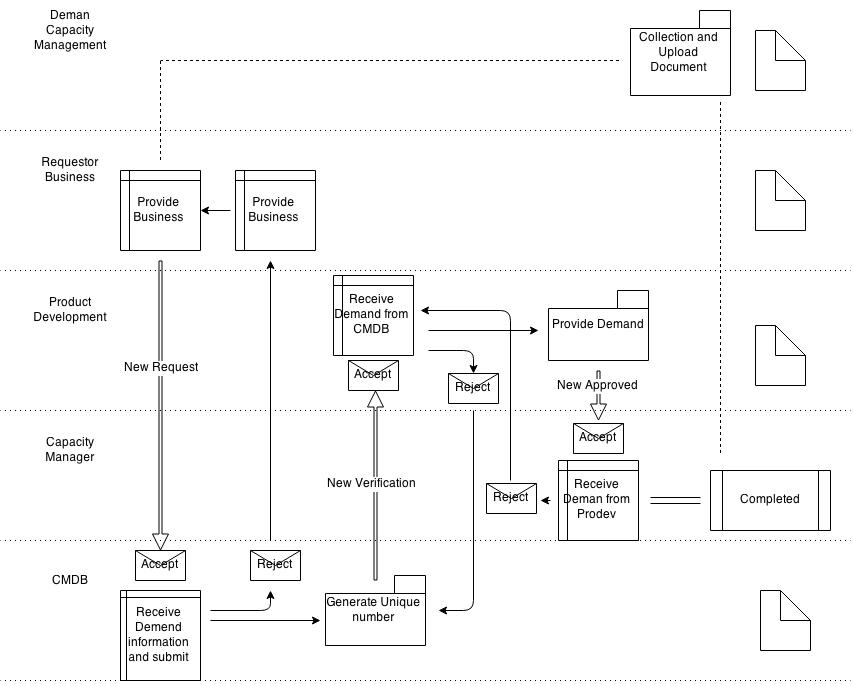 Deman
Capacity
Management
Collection and
Upload
Document
Requestor
Business
Provide
Business
Provide
Business
Product
Development
Receive
Demand from
CMDB
Provide Demand
New Request
Accept
Reject
New Approved
Capacity
Manager
Accept
New Verification
Reject
Receive
Deman from
Prodev
Completed
CMDB
Accept
Reject
Receive
Demend
information
and submit
Generate Unique
number